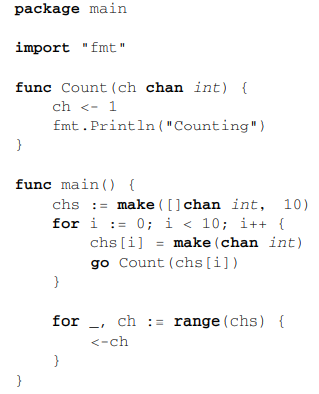 package main
import "fmt"
func Count(ch chan int) {
ch <- 1
fmt.Println("Counting")
}
func main() {
chs := make([]chan int, 10)
for i := 0; i < 10; i++ {
chs[i] = make(chan int)
go Count(chs[i])
}
for _, ch := range(chs) {
<-ch
}
}